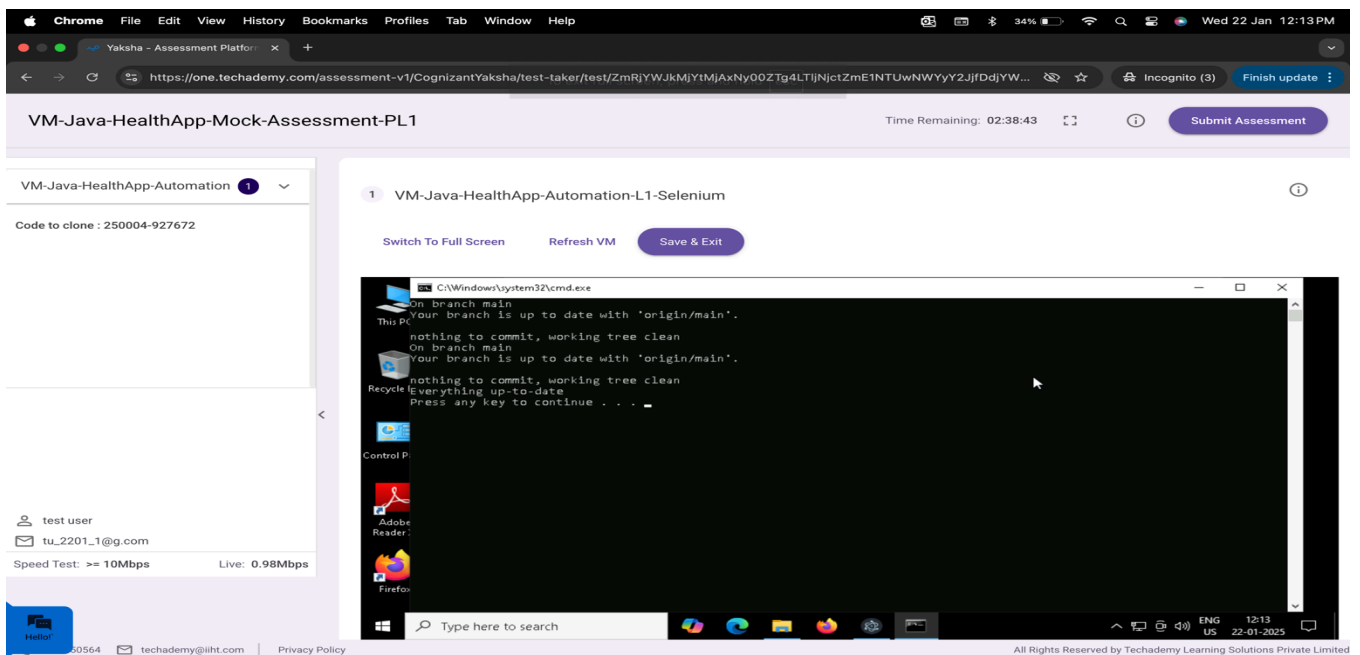 Chrome File Edit View History Bookmarks Profiles Tab Window Help 34% Wed 22 Jan 12:13 PM
Yaksha - Assessment Platform
https://one.techademy.com/assessment-v1/CognizantYaksha/test-taker/test/ZmRjYWJkMjYtMjAxNy00ZTg4LTljNjctZmE1NTUwNWYyY2JjfDdjYW... Incognito (3) Finish update
VM-Java-HealthApp-Mock-Assessment-PL1 Time Remaining: 02:38:43 Submit Assessment
VM-Java-HealthApp-Automation 1
Code to clone : 250004-927672
1 VM-Java-HealthApp-Automation-L1-Selenium
Switch To Full Screen Refresh VM Save & Exit
C:\Windows\system32\cmd.exe
On branch main
Your branch is up to date with 'origin/main'.
nothing to commit, working tree clean
On branch main
Your branch is up to date with 'origin/main'.
nothing to commit, working tree clean
Everything up-to-date
Press any key to continue . . .
This PC
Recycle
Control P
Adobe
Reader
Firefox
test user
tu_2201_1@g.com
Speed Test: >= 10Mbps Live: 0.98Mbps
Hello!
Type here to search ENG 12:13
US 22-01-2025
50564 techademy@iiht.com Privacy Policy All Rights Reserved by Techademy Learning Solutions Private Limited